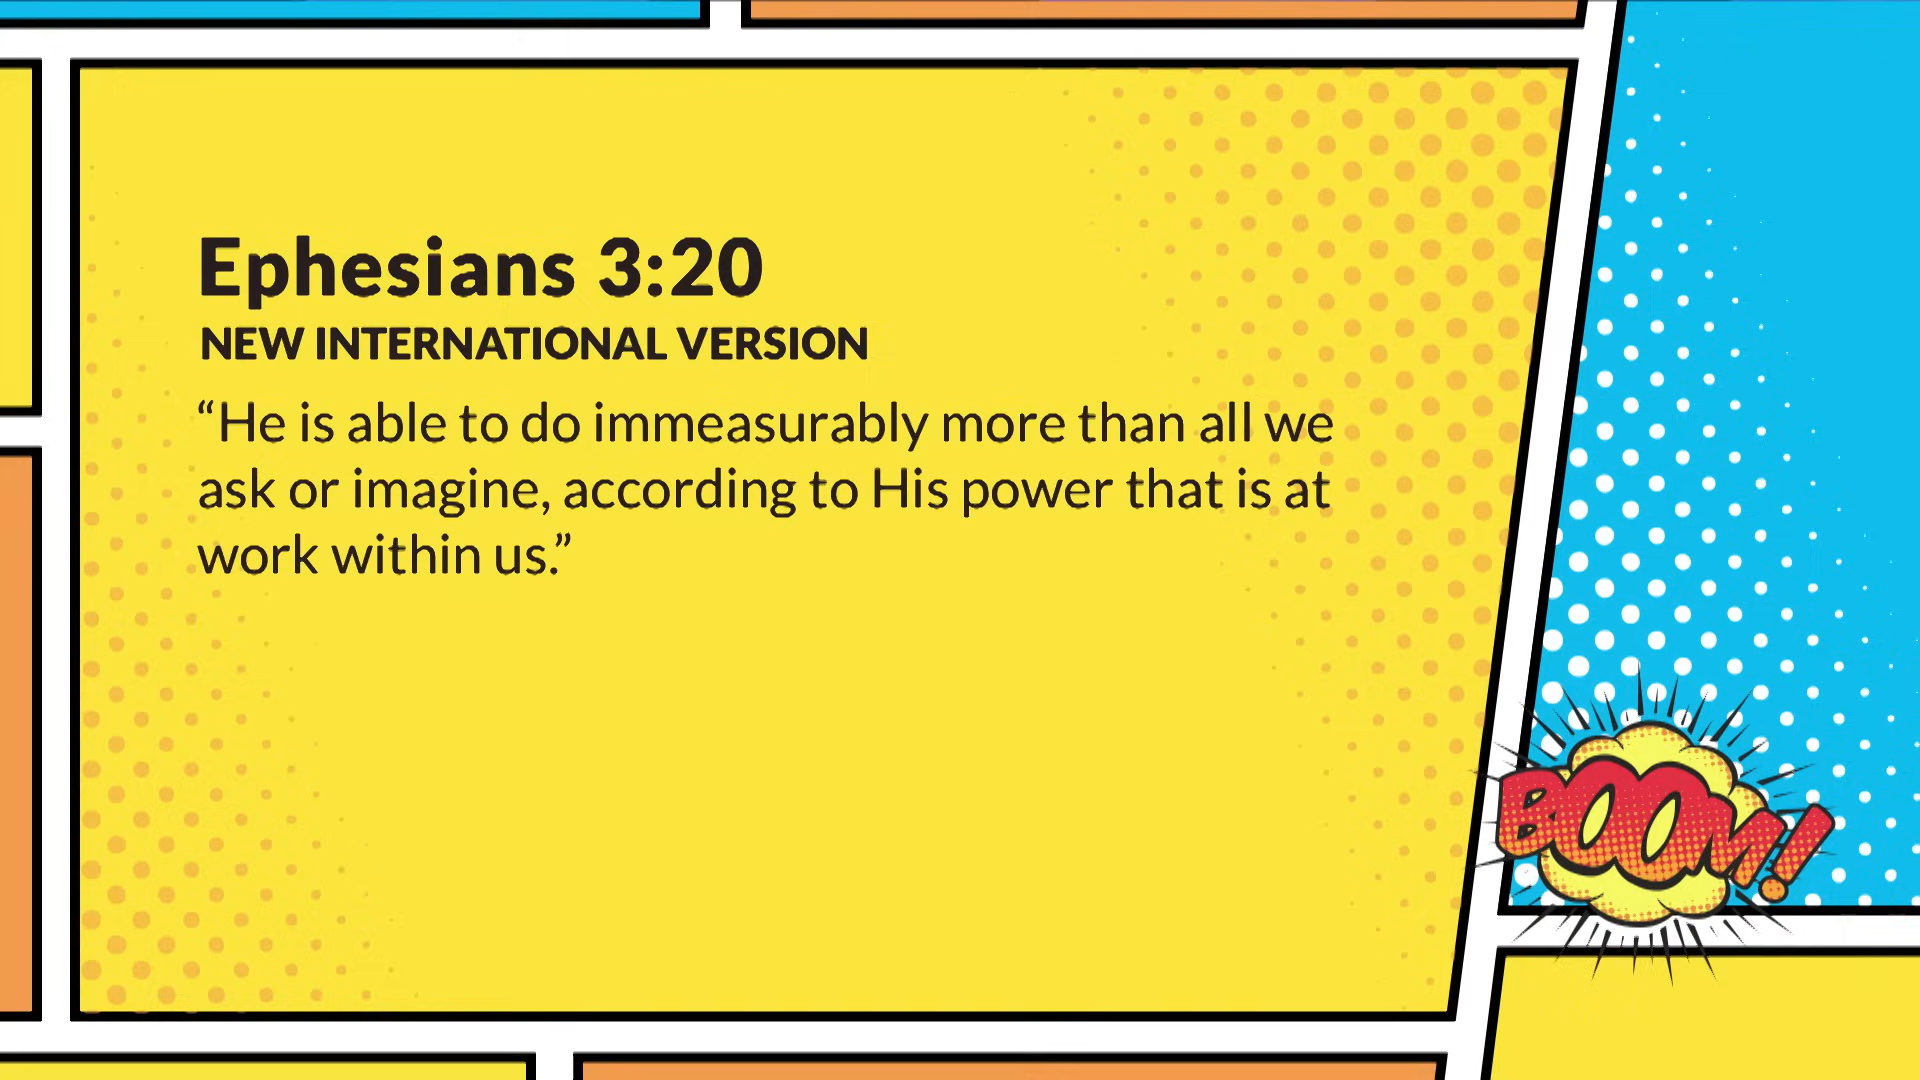 Ephesians 3:20
NEW INTERNATIONAL VERSION
“He is able to do immeasurably more than all we
ask or imagine, according to His power that is at
work within us.”
BOOM!